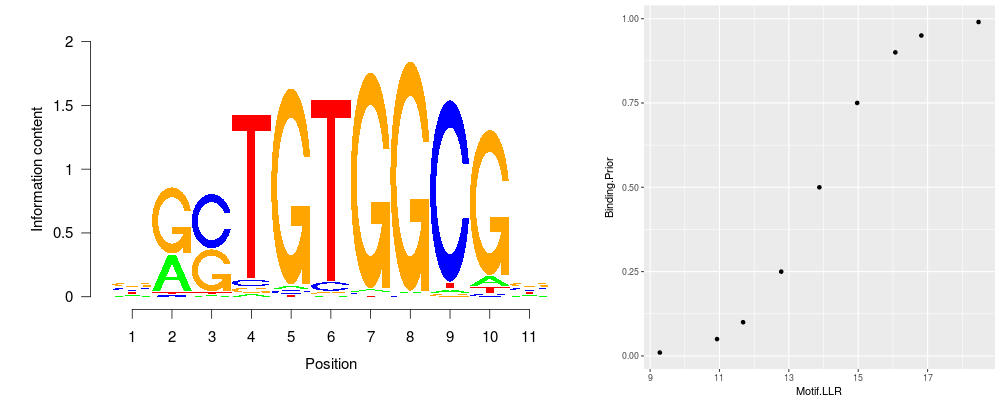 2
1.5
1
0.5
0
Information content
G A C G T G T G G C G A
1 2 3 4 5 6 7 8 9 10 11
Position
1.00
0.75
0.50
0.25
0.00
Binding.Prior
9 11 13 15 17
Motif.LLR